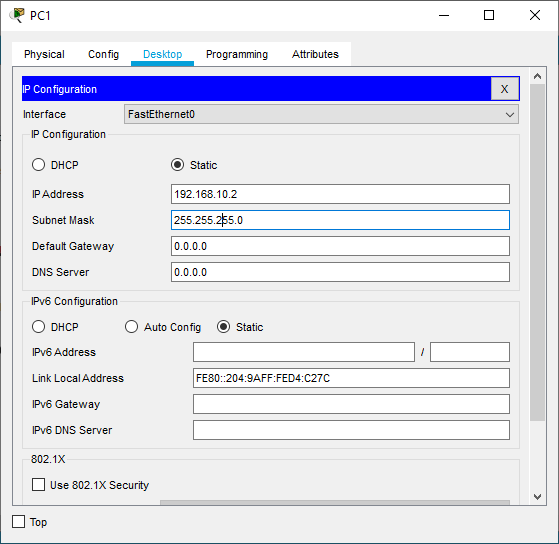 PC1
Physical Config Desktop Programming Attributes
IP Configuration X
Interface FastEthernet0
IP Configuration
DHCP Static
IP Address 192.168.10.2
Subnet Mask 255.255.255.0
Default Gateway 0.0.0.0
DNS Server 0.0.0.0
IPv6 Configuration
DHCP Auto Config Static
IPv6 Address /
Link Local Address FE80::204:9AFF:FED4:C27C
IPv6 Gateway
IPv6 DNS Server
802.1X
Use 802.1X Security
Top